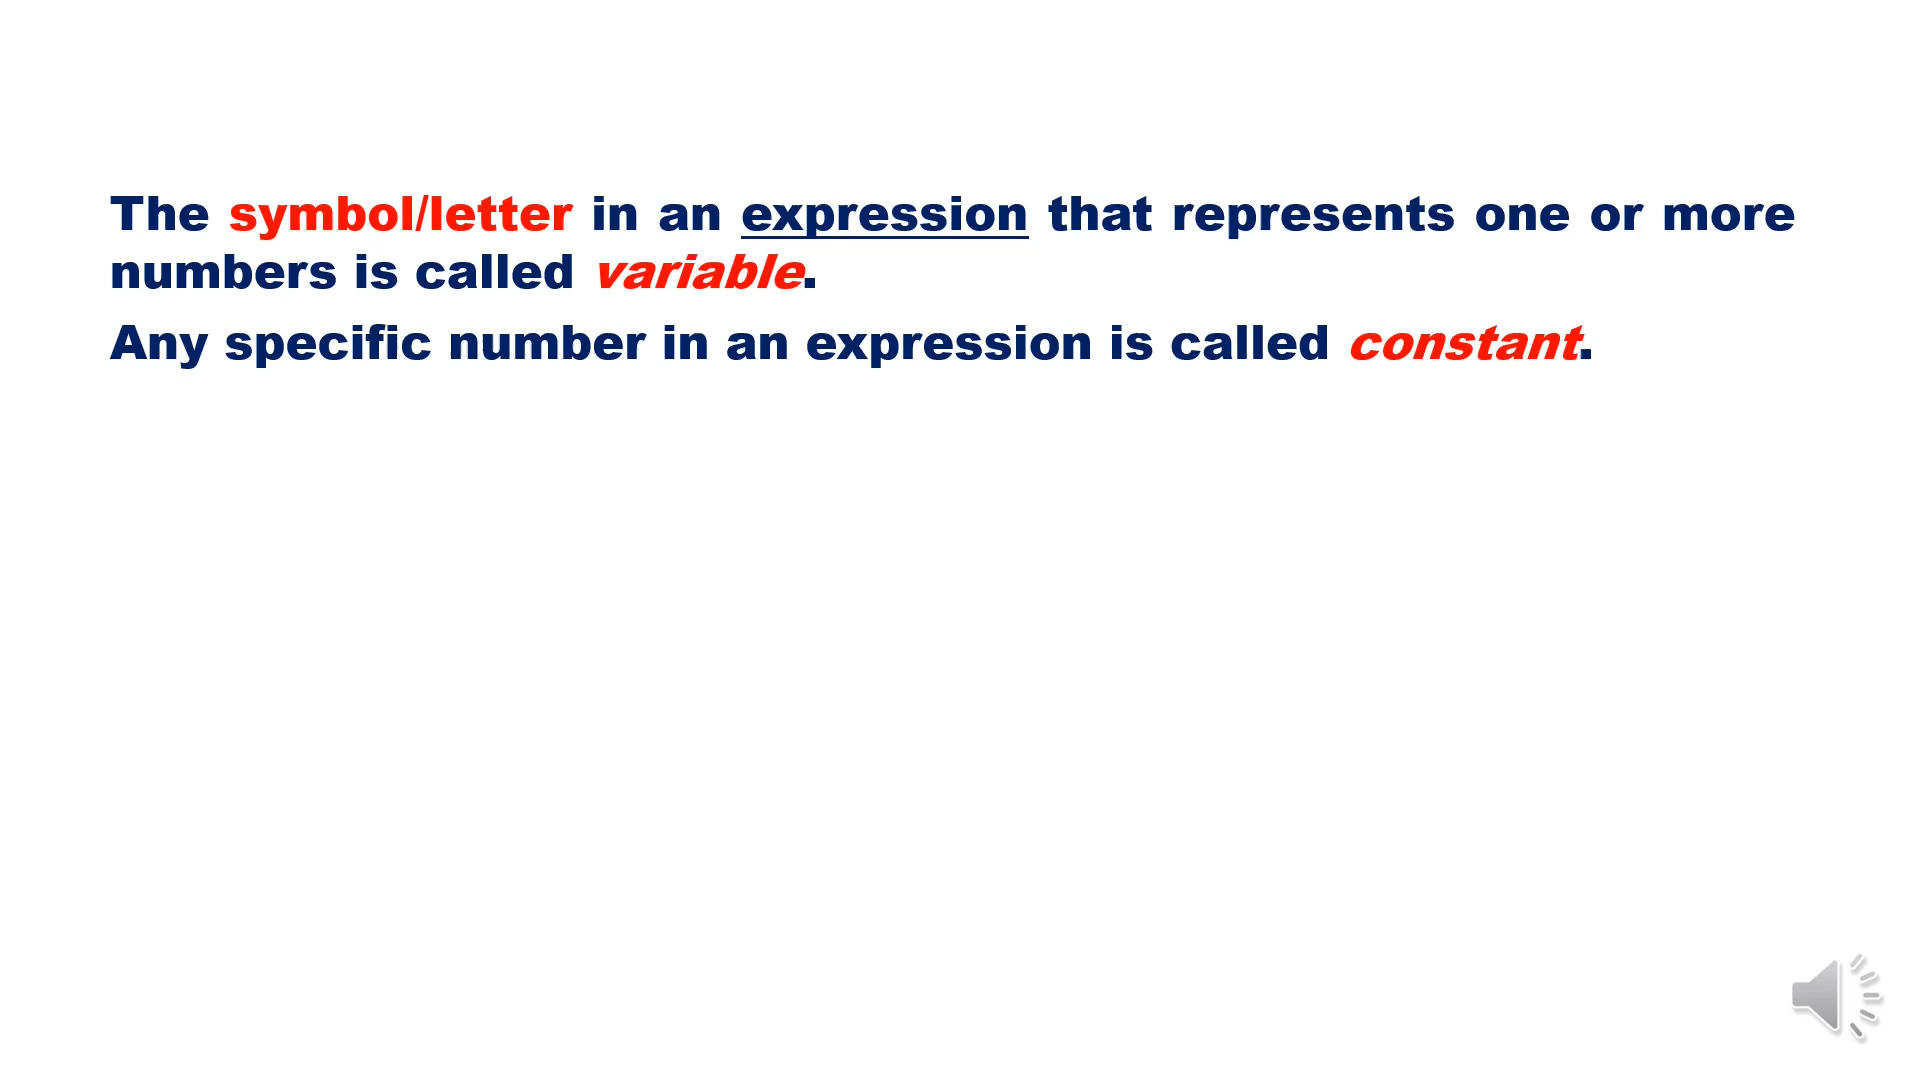 The symbol/letter in an expression that represents one or more
numbers is called variable.
Any specific number in an expression is called constant.